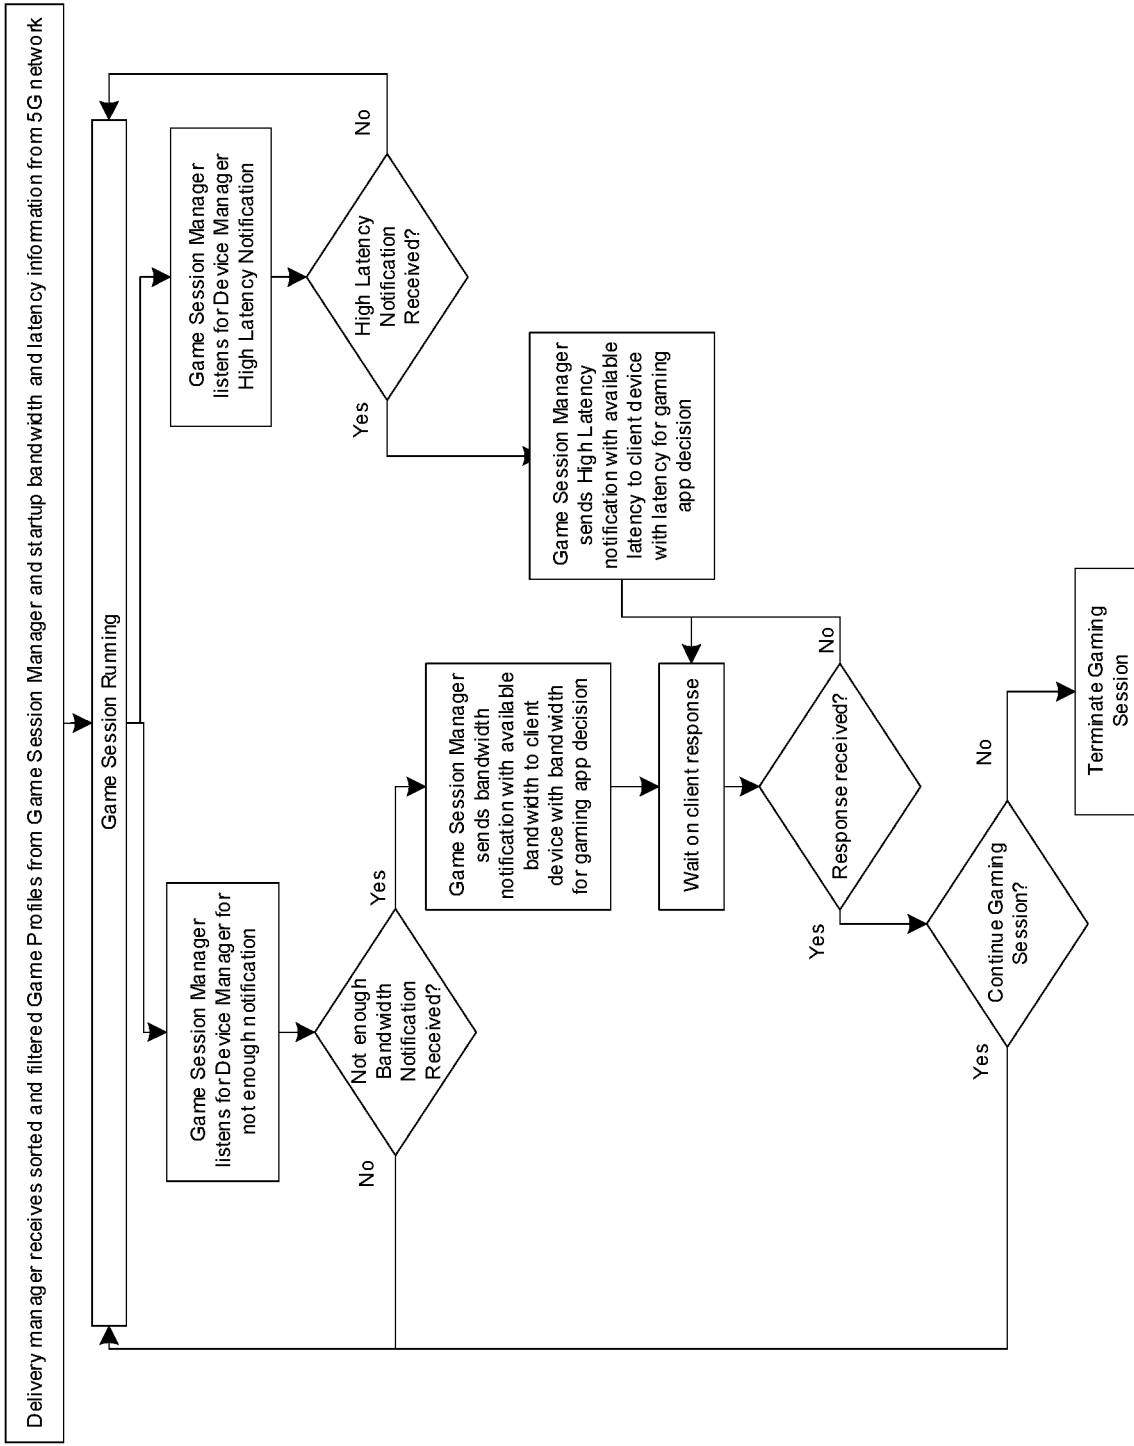 Delivery manager receives sorted and filtered Game Profiles from Game Session Manager and startup bandwidth and latency information from 5G network
Game Session Running
Game Session Manager
listens for Device Manager for
not enough notification
Game Session Manager
listens for Device Manager
High Latency Notification
Not enough
Bandwidth
Notification
Received?
No
Yes
High Latency
Notification
Received?
Yes
No
Game Session Manager
sends bandwidth
notification with available
bandwidth to client
device with bandwidth
for gaming app decision
Game Session Manager
sends High Latency
notification with available
latency to client device
with latency for gaming
app decision
Wait on client response
Response received?
Yes
No
Continue Gaming
Session?
Yes
No
Terminate Gaming
Session